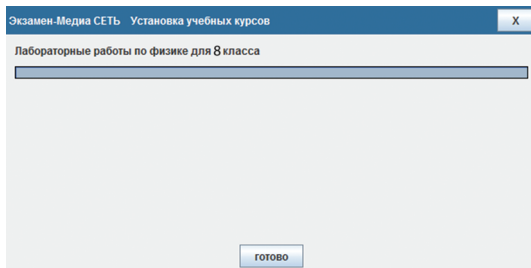 Экзамен-Медиа СЕТЬ Установка учебных курсов X
Лабораторные работы по физике для 8 класса
готово